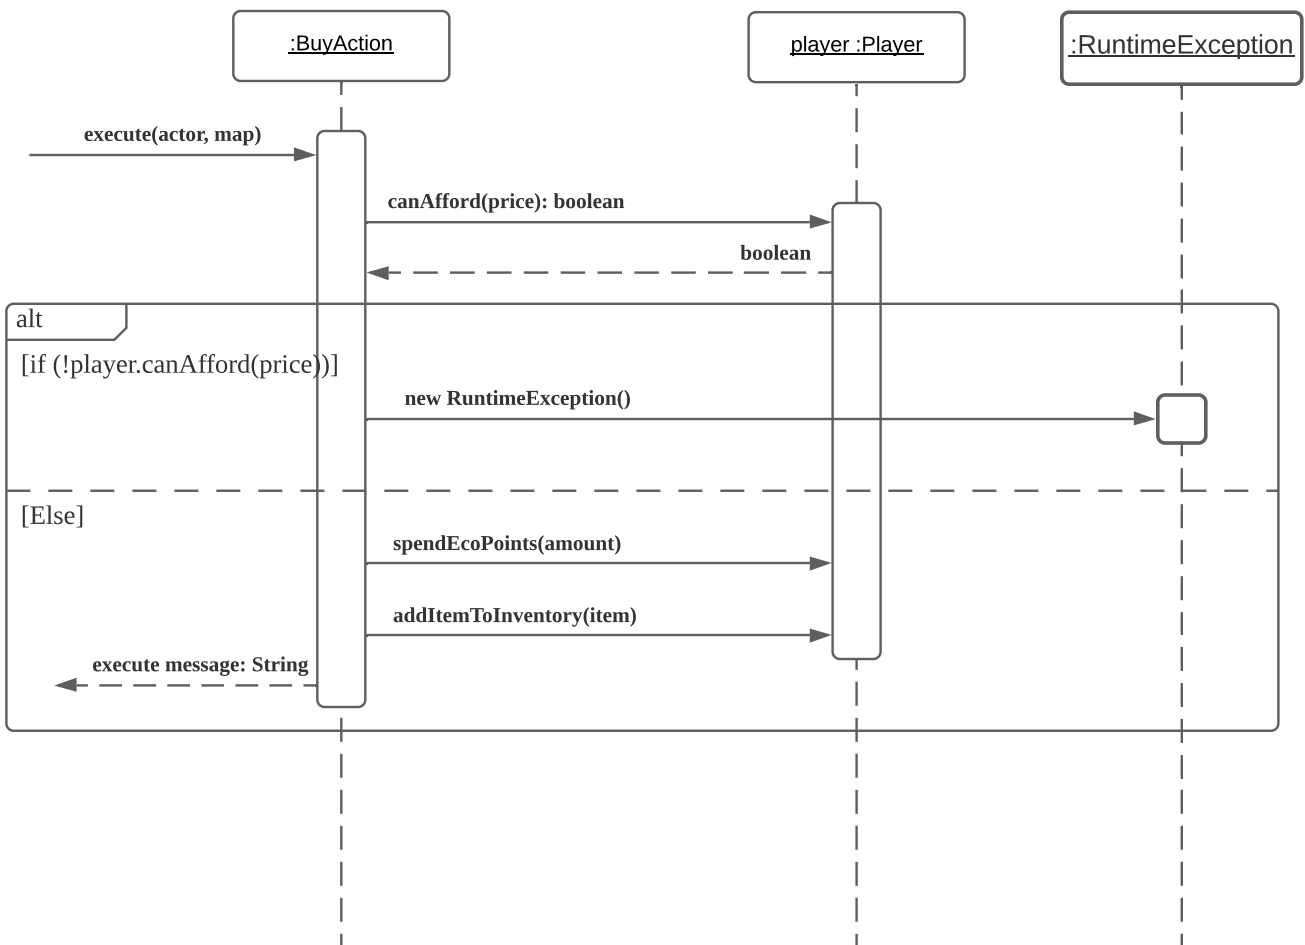 :BuyAction
player :Player
:RuntimeException
execute(actor, map)
canAfford(price): boolean
boolean
alt
[if (!player.canAfford(price))]
new RuntimeException()
[Else]
spendEcoPoints(amount)
addItemToInventory(item)
execute message: String